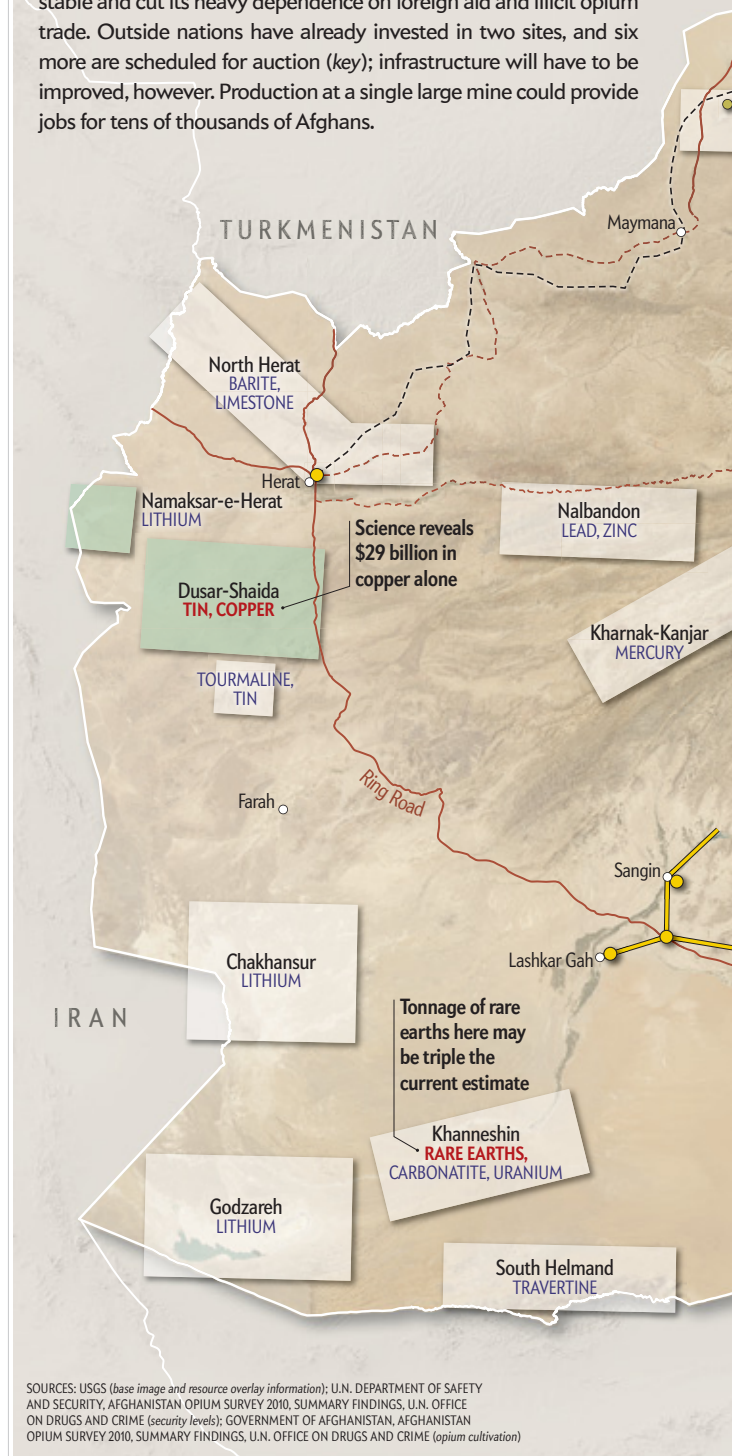 stable and cut its heavy dependence on foreign aid and illicit opium
trade. Outside nations have already invested in two sites, and six
more are scheduled for auction (key); infrastructure will have to be
improved, however. Production at a single large mine could provide
jobs for tens of thousands of Afghans.
TURKMENISTAN
Maymana
North Herat
BARITE,
LIMESTONE
Herat
Namaksar-e-Herat
LITHIUM
Science reveals
$29 billion in
copper alone
Nalbandon
LEAD, ZINC
Dusar-Shaida
TIN, COPPER
Kharnak-Kanjar
MERCURY
TOURMALINE,
TIN
Ring Road
Farah
Sangin
Lashkar Gah
Chakhansur
LITHIUM
IRAN
Tonnage of rare
earths here may
be triple the
current estimate
Khanneshin
RARE EARTHS,
CARBONATITE, URANIUM
Godzareh
LITHIUM
South Helmand
TRAVERTINE
SOURCES: USGS (base image and resource overlay information); U.N. DEPARTMENT OF SAFETY
AND SECURITY, AFGHANISTAN OPIUM SURVEY 2010, SUMMARY FINDINGS, U.N. OFFICE
ON DRUGS AND CRIME (security levels); GOVERNMENT OF AFGHANISTAN, AFGHANISTAN
OPIUM SURVEY 2010, SUMMARY FINDINGS, U.N. OFFICE ON DRUGS AND CRIME (opium cultivation)